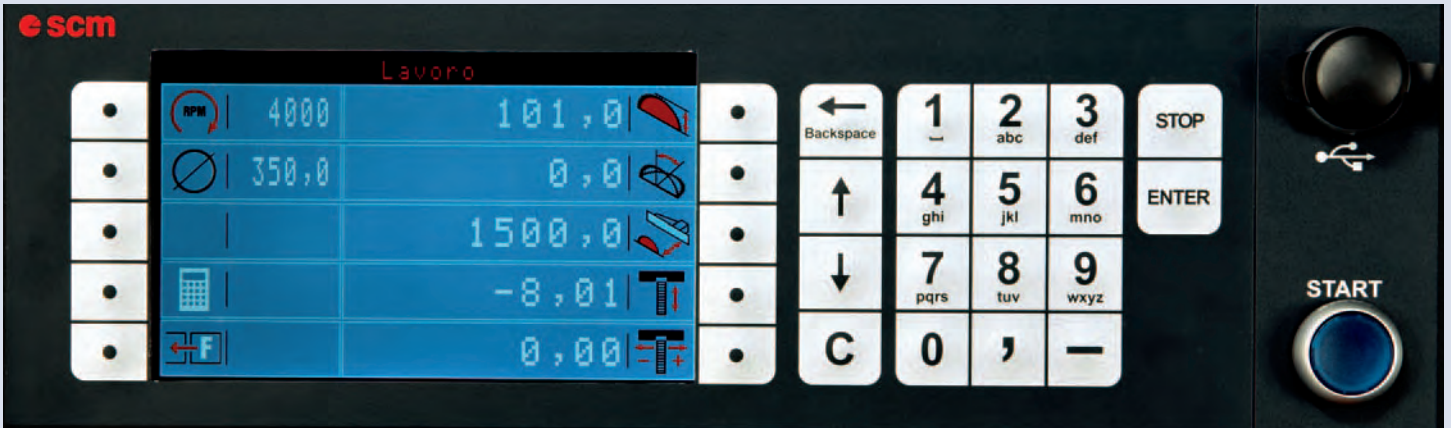 scm
Lavoro
RPM 4000 101,0
350,0 0,0
1500,0
-8,01
F 0,00
- +
Backspace 1 2 abc 3 def STOP
4 ghi 5 jkl 6 mno ENTER
7 pqrs 8 tuv 9 wxyz
C 0 , -
START